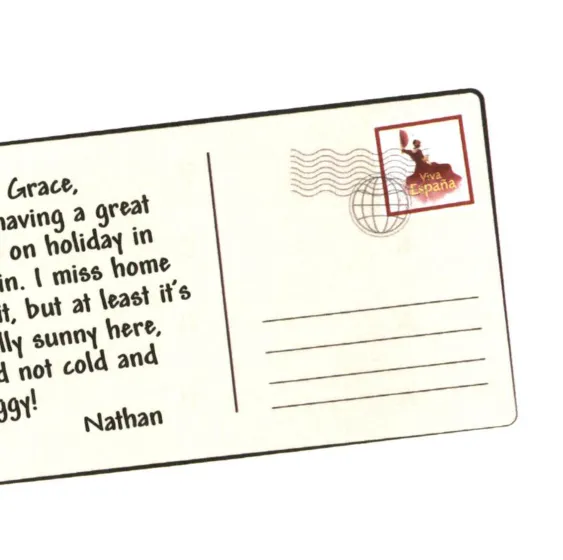 Grace,
having a great
on holiday in
in. I miss home
it, but at least it's
lly sunny here,
d not cold and
ggy!
Nathan
Viva
España